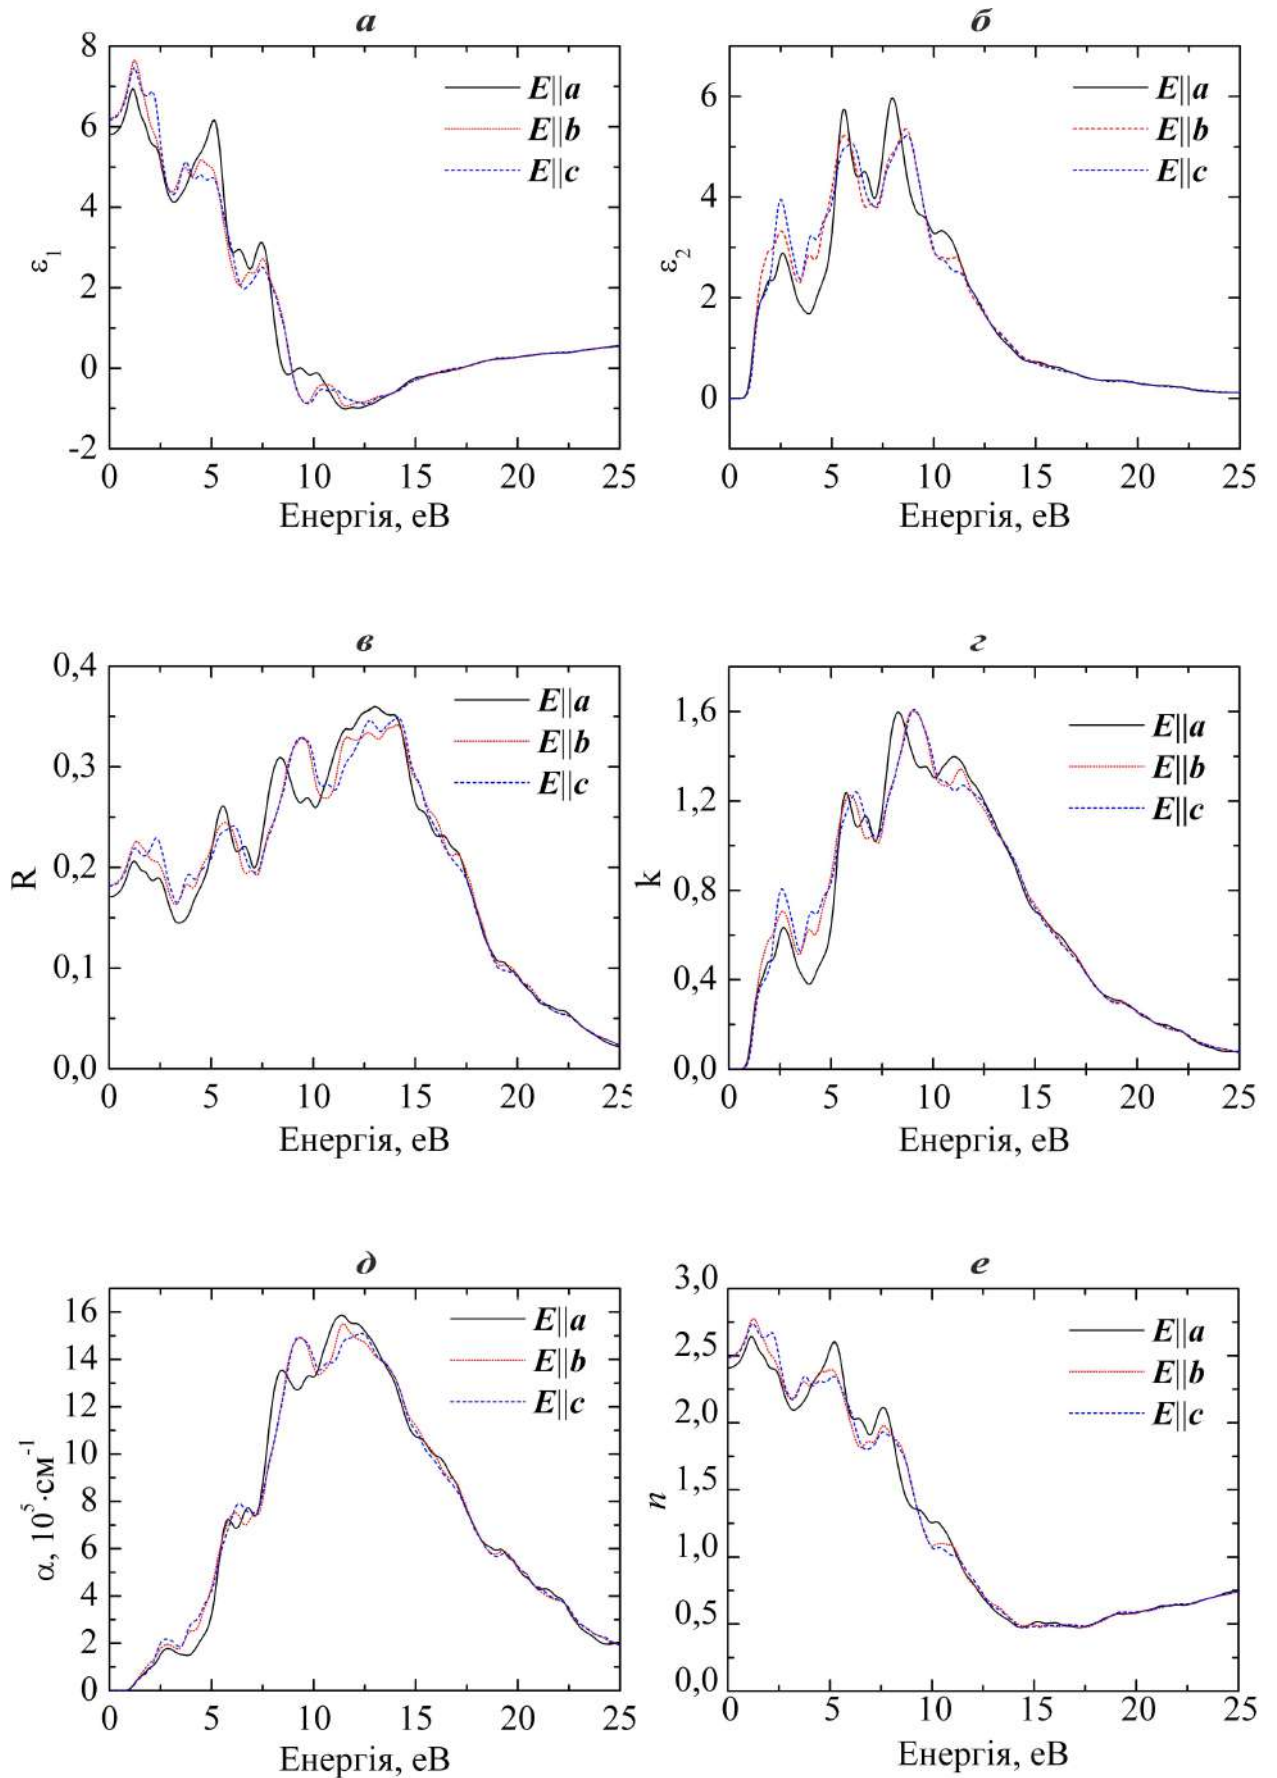 а
8
6
4
2
0
-2
ε1
E||a
E||b
E||c
0 5 10 15 20 25
Енергія, еВ
б
6
4
2
0
ε2
E||a
E||b
E||c
0 5 10 15 20 25
Енергія, еВ
в
0,4
0,3
0,2
0,1
0,0
R
E||a
E||b
E||c
0 5 10 15 20 25
Енергія, еВ
г
1,6
1,2
0,8
0,4
0,0
k
E||a
E||b
E||c
0 5 10 15 20 25
Енергія, еВ
д
16
14
12
10
8
6
4
2
0
α, 10^5·см^-1
E||a
E||b
E||c
0 5 10 15 20 25
Енергія, еВ
е
3,0
2,5
2,0
1,5
1,0
0,5
0,0
n
E||a
E||b
E||c
0 5 10 15 20 25
Енергія, еВ